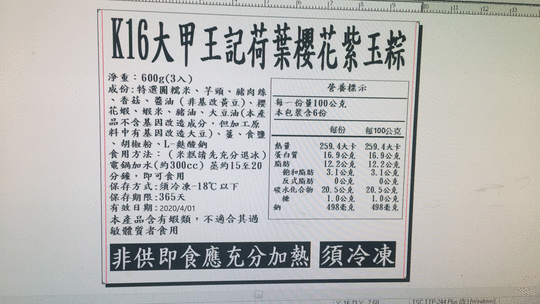 K16大甲王記荷葉櫻花紫玉粽
淨重：600g(3入)
成份：特選圓糯米、芋頭、豬肉絲
、香菇、醬油（非基改黃豆）、櫻
花蝦、蝦米、豬油、大豆油(本產
品不含基因改造成分，但加工原
料中有基因改造大豆)、薑、食鹽
、胡椒粉、L-麩酸鈉
食用方法：（米糕請先充分退冰）
電鍋加水(約300cc) 蒸約15至20
分鐘，即可食用
保存方式：須冷凍-18℃以下
保存期限：365天
有效日期：2020/4/01
本產品含有蝦類，不適合其過
敏體質者食用
營養標示
每一份量100公克
本包裝含6份
每份 每100公克
熱量 259.4大卡 259.4大卡
蛋白質 16.9公克 16.9公克
脂肪 12.2公克 12.2公克
飽和脂肪 3.1公克 3.1公克
反式脂肪 0公克 0公克
碳水化合物 20.5公克 20.5公克
糖 1.0公克 1.0公克
鈉 498毫克 498毫克
非供即食應充分加熱 須冷凍